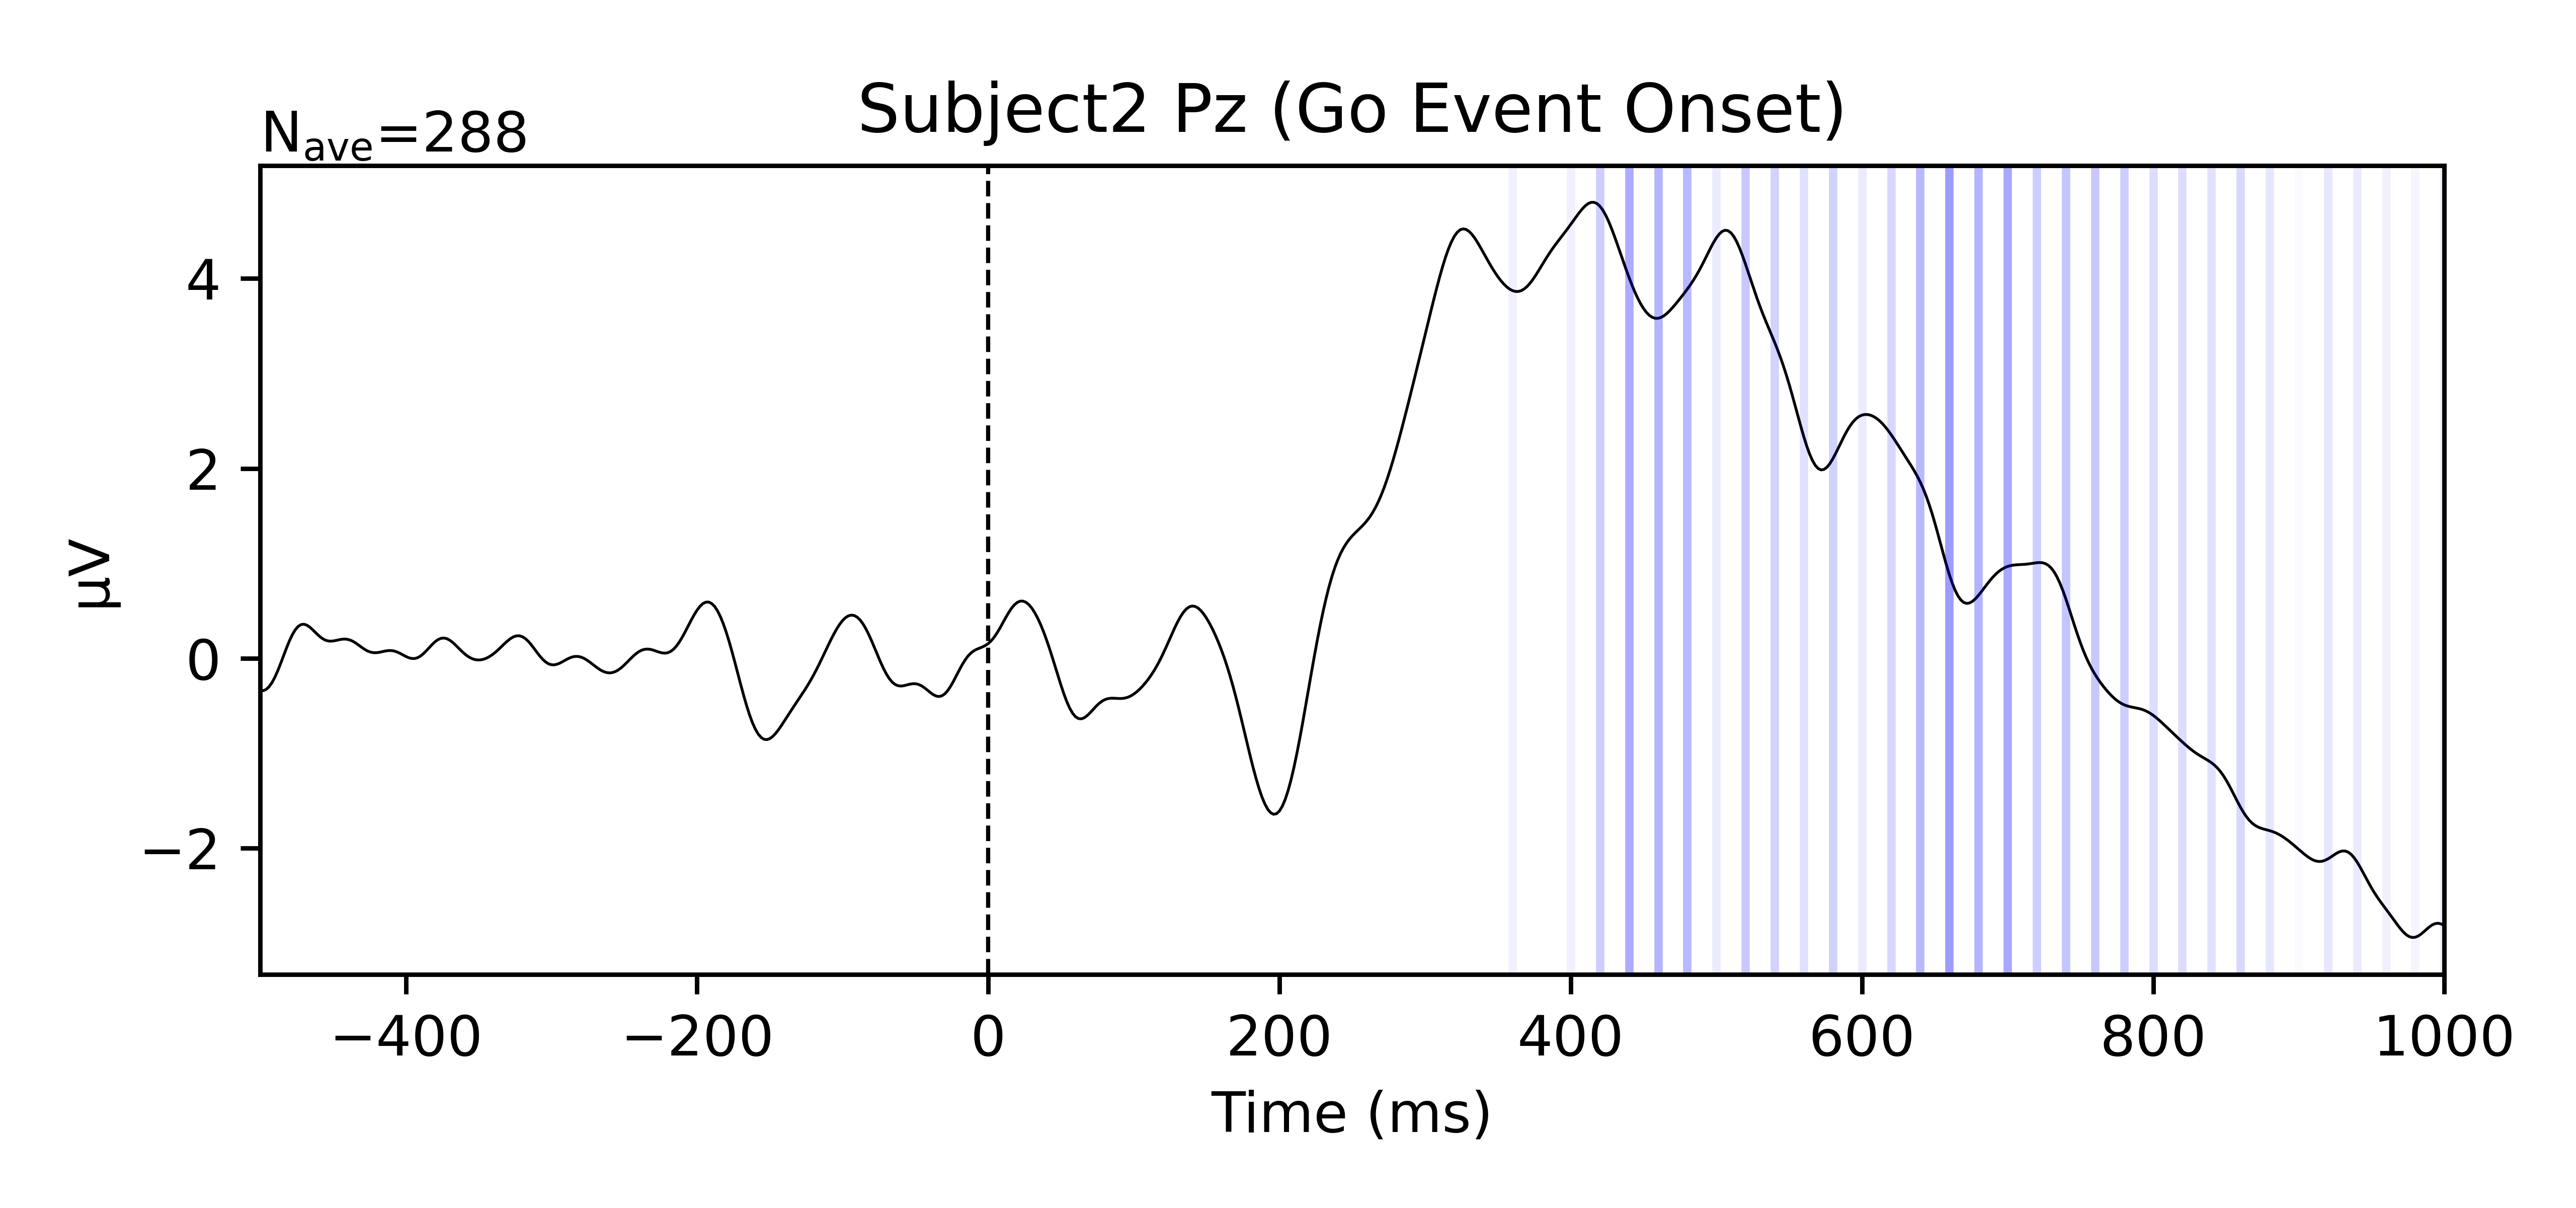 Subject2 Pz (Go Event Onset)
N_ave=288
4
2
0
−2
µV
−400 −200 0 200 400 600 800 1000
Time (ms)